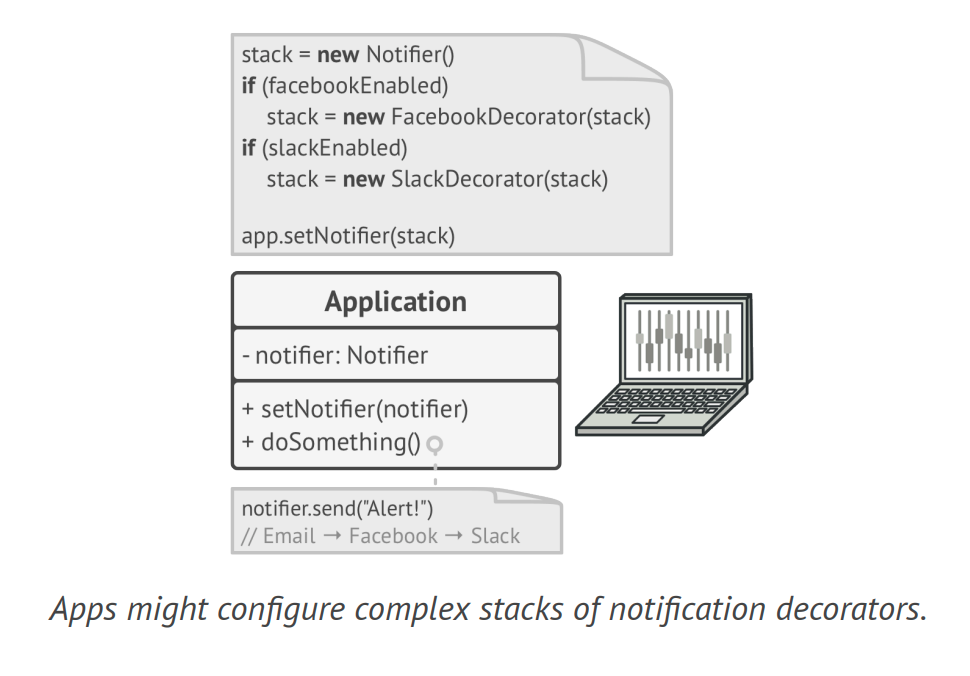 stack = new Notifier()
if (facebookEnabled)
stack = new FacebookDecorator(stack)
if (slackEnabled)
stack = new SlackDecorator(stack)
app.setNotifier(stack)
Application
- notifier: Notifier
+ setNotifier(notifier)
+ doSomething()
notifier.send("Alert!")
// Email → Facebook → Slack
Apps might configure complex stacks of notification decorators.